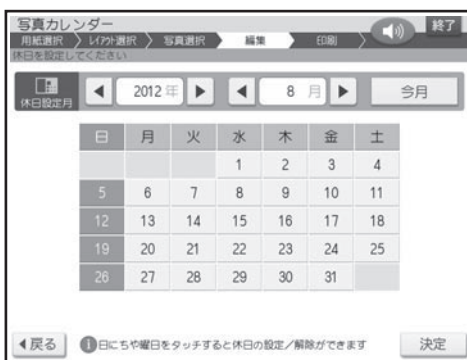 写真カレンダー 終了
用紙選択 レイアウト選択 写真選択 編集 印刷
休日を設定してください
休日設定月 2012 年 8 月 今月
日 月 火 水 木 金 土
1 2 3 4
5 6 7 8 9 10 11
12 13 14 15 16 17 18
19 20 21 22 23 24 25
26 27 28 29 30 31
戻る 日にちや曜日をタッチすると休日の設定/解除ができます 決定